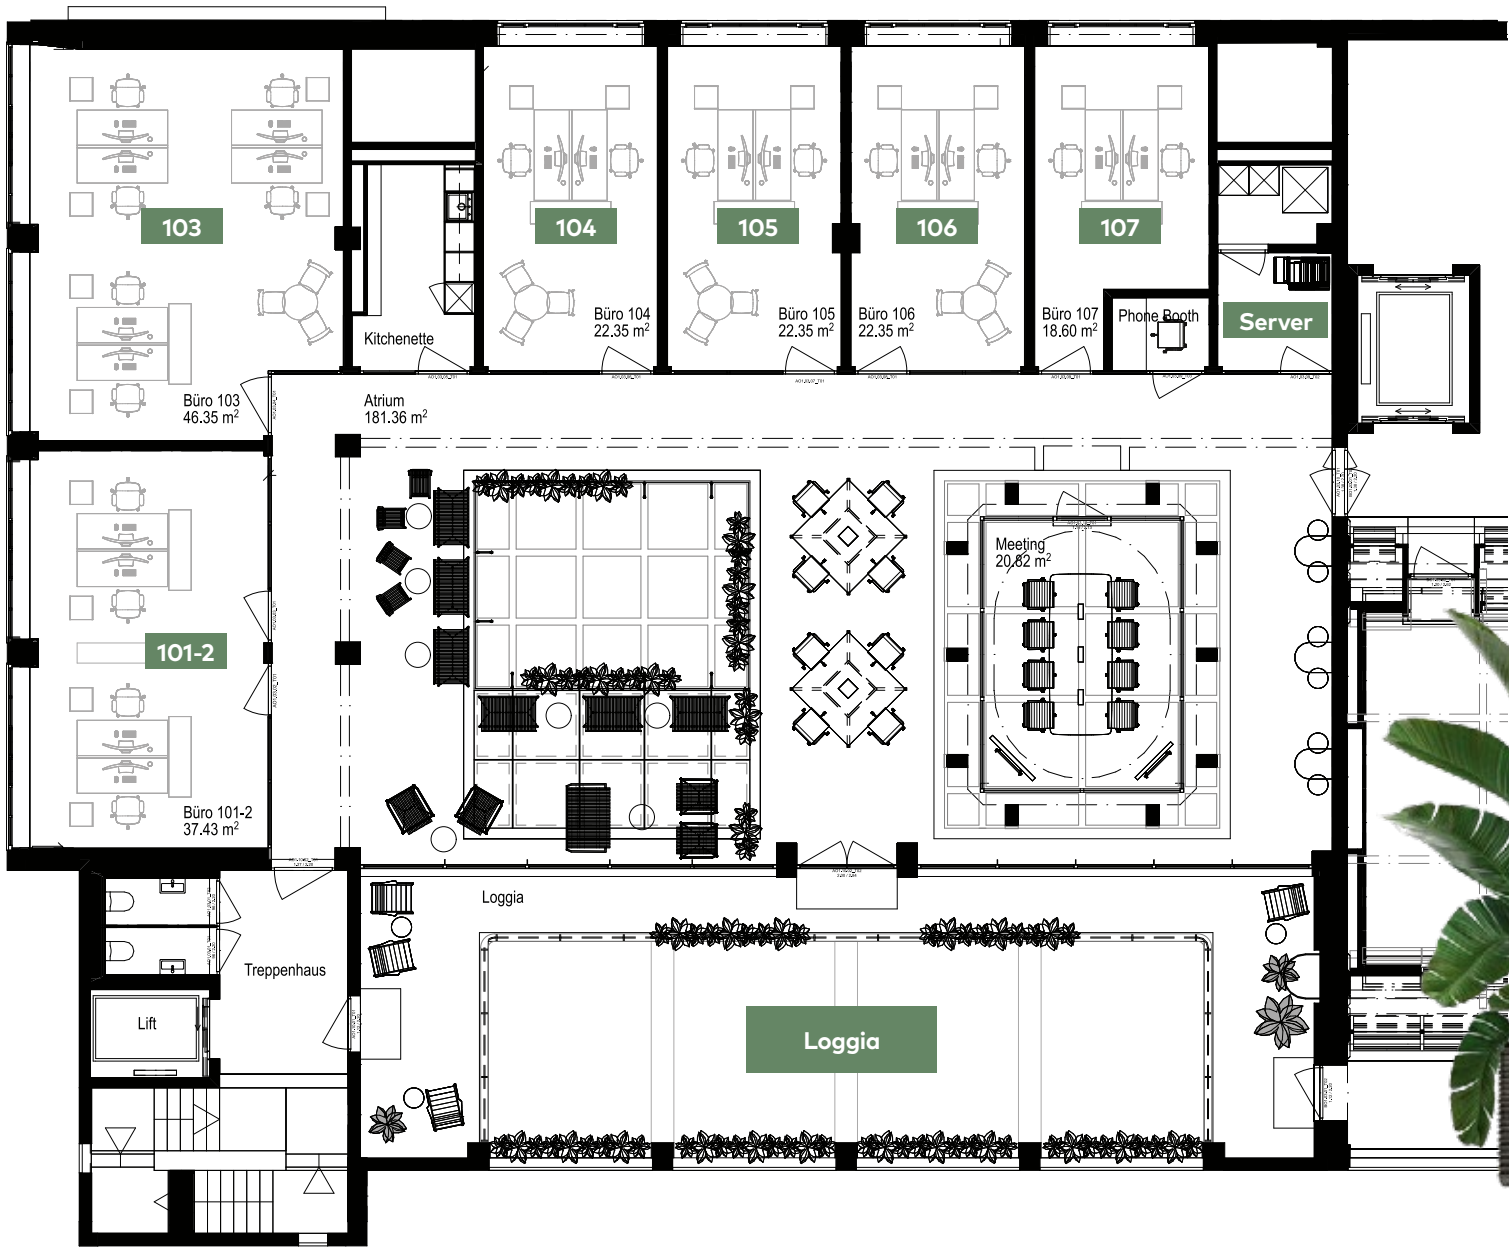 103
104
105
106
107
Büro 104
22.35 m²
Büro 105
22.35 m²
Büro 106
22.35 m²
Büro 107
18.60 m²
Phone Booth
Server
Kitchenette
Büro 103
46.35 m²
Atrium
181.36 m²
Meeting
20.82 m²
101-2
Büro 101-2
37.43 m²
Loggia
Treppenhaus
Lift
Loggia